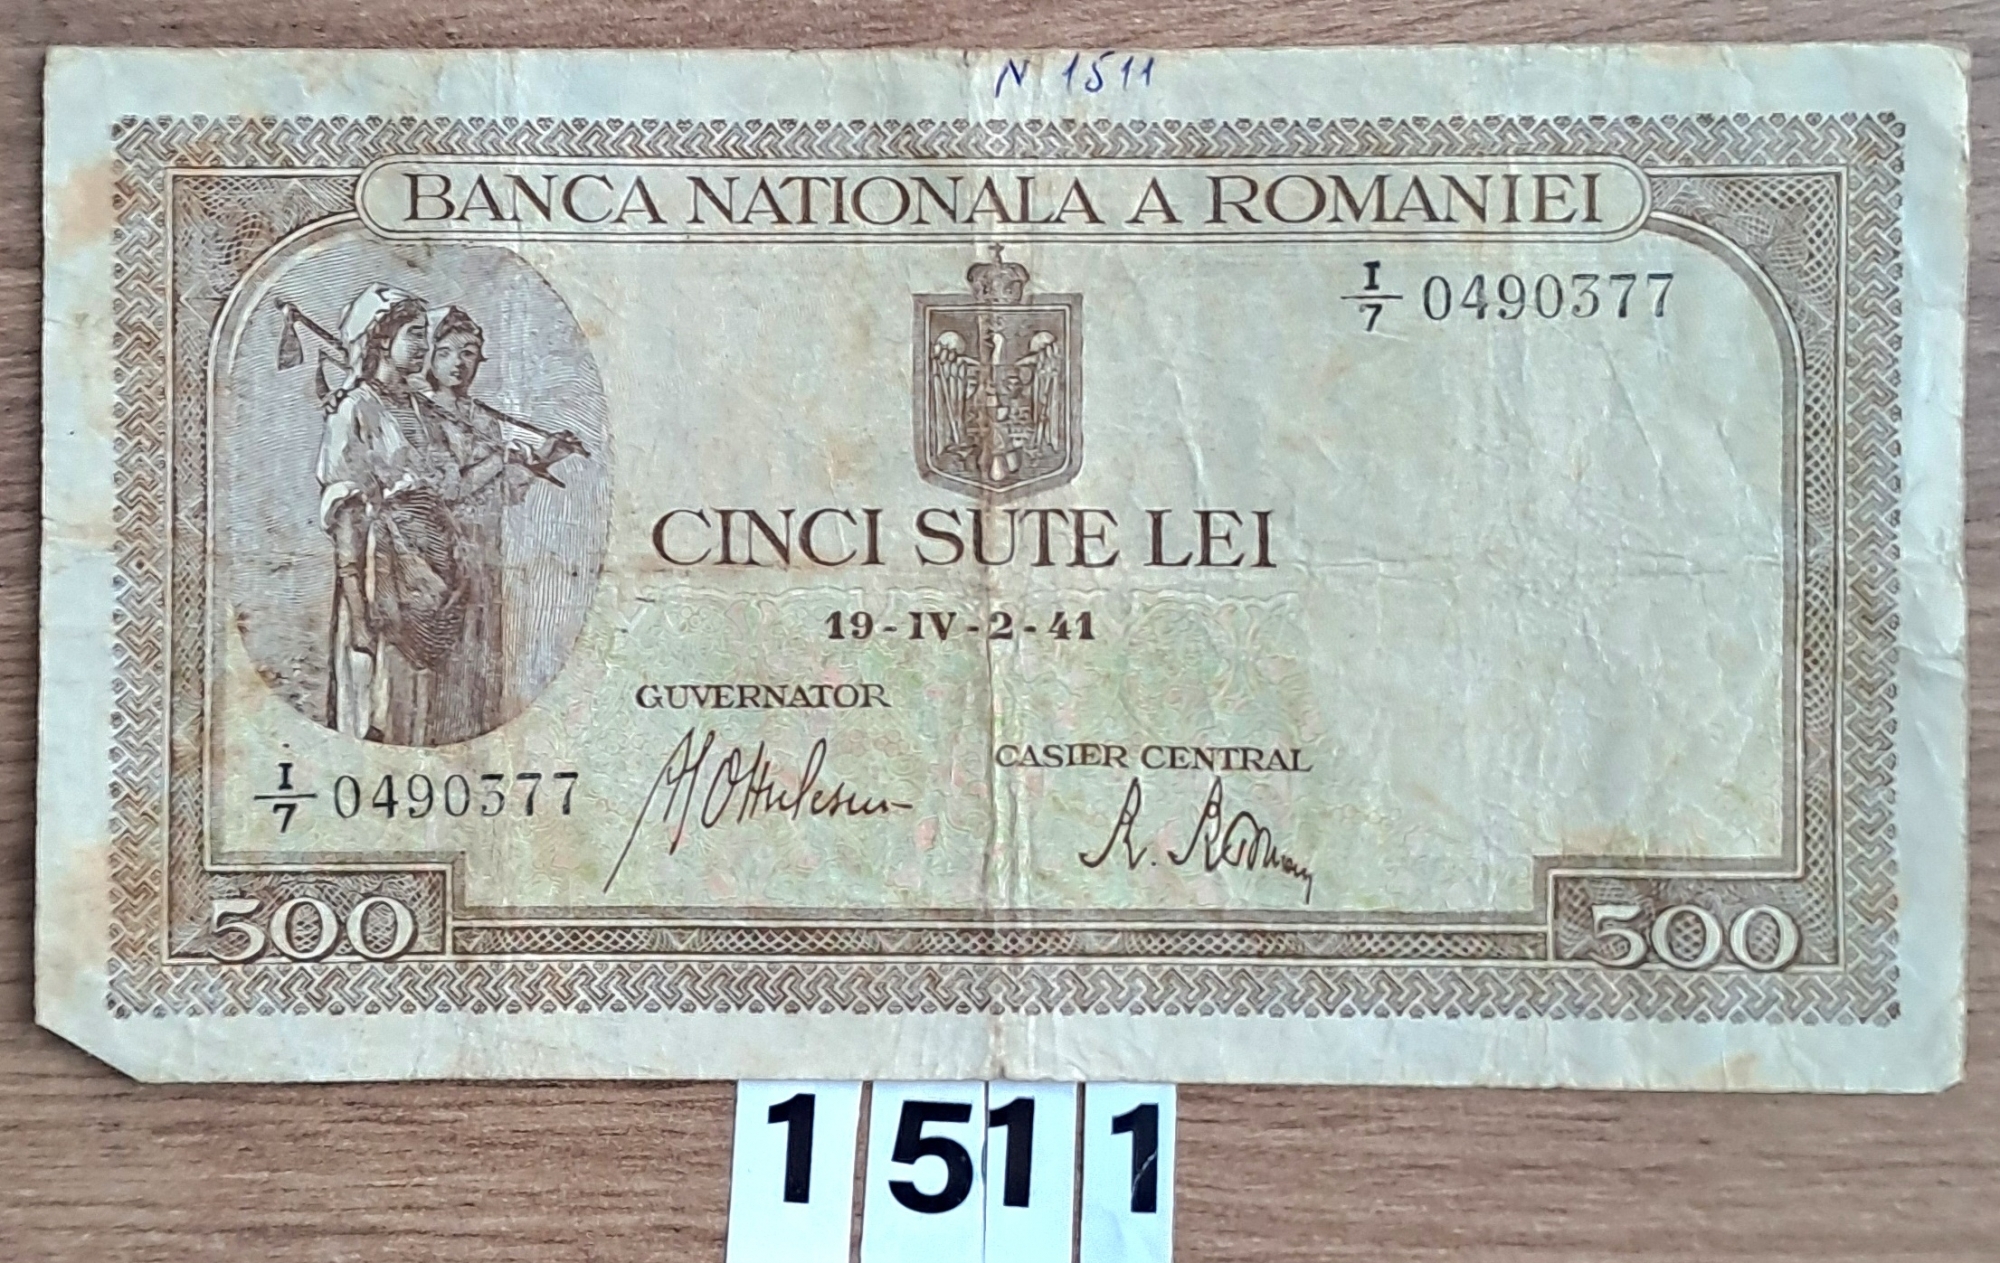 N 1511
BANCA NATIONALA A ROMANIEI
I/7 0490377
CINCI SUTE LEI
19-IV-2-41
GUVERNATOR
CASIER CENTRAL
I/7 0490377
500
500
1511